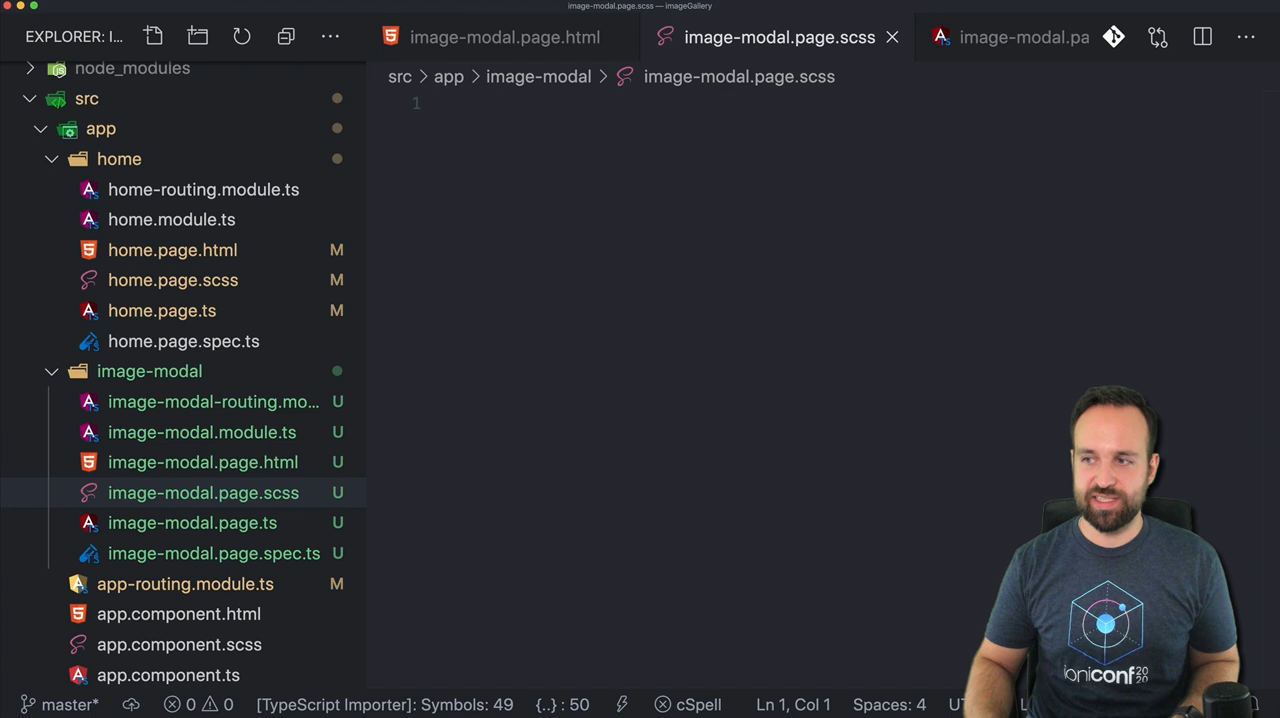 image-modal.page.scss — imageGallery
EXPLORER: I...
image-modal.page.html
image-modal.page.scss
image-modal.pa
node_modules
src > app > image-modal > image-modal.page.scss
src
1
app
home
home-routing.module.ts
home.module.ts
home.page.html M
home.page.scss M
home.page.ts M
home.page.spec.ts
image-modal
image-modal-routing.mo... U
image-modal.module.ts U
image-modal.page.html U
image-modal.page.scss U
image-modal.page.ts U
image-modal.page.spec.ts U
app-routing.module.ts M
app.component.html
app.component.scss
app.component.ts
ioniconf 2020
master* 0 0 [TypeScript Importer]: Symbols: 49 {..} : 50 cSpell Ln 1, Col 1 Spaces: 4